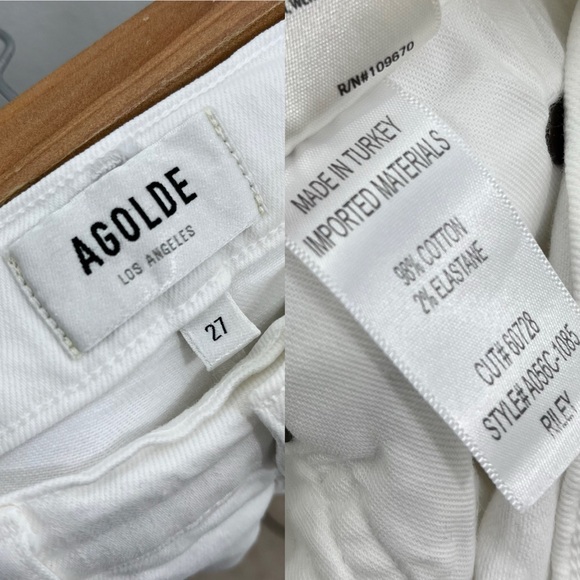 AGOLDE
LOS ANGELES
27
R/N#109670
MADE IN TURKEY
IMPORTED MATERIALS
98% COTTON
2% ELASTANE
CUT# 60728
STYLE# A056C-1085
RILEY